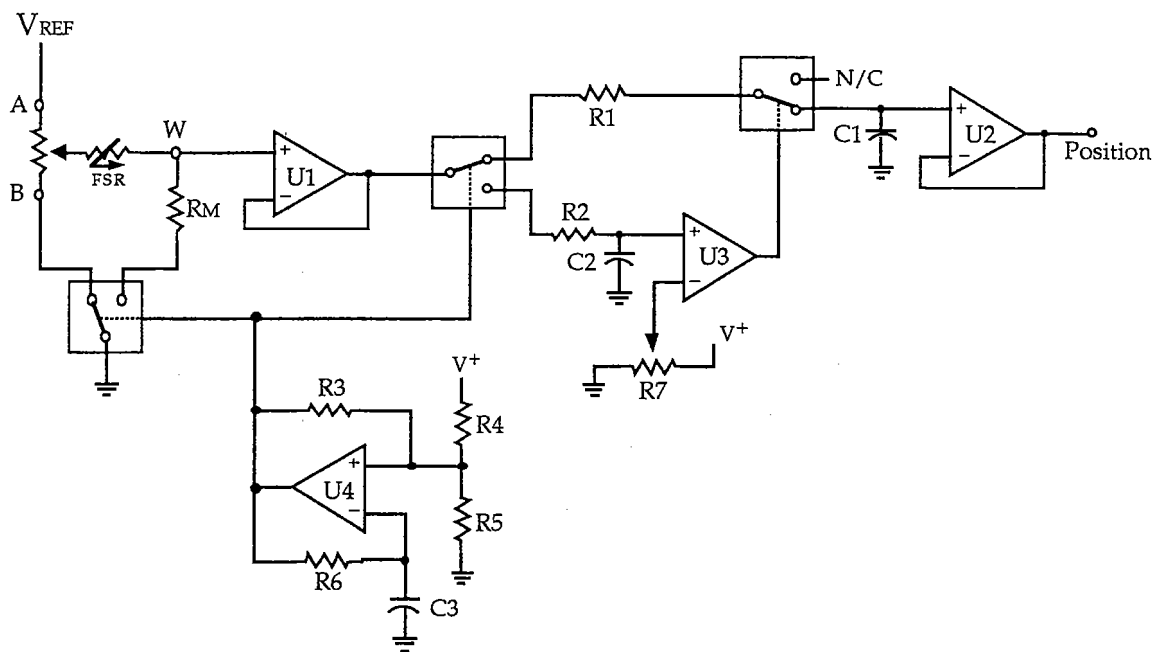 VREF
A
W
B
FSR
RM
+
−
U1
R1
N/C
C1
+
−
U2
Position
R2
C2
+
−
U3
V+
R7
V+
R3
R4
+
−
U4
R5
R6
C3